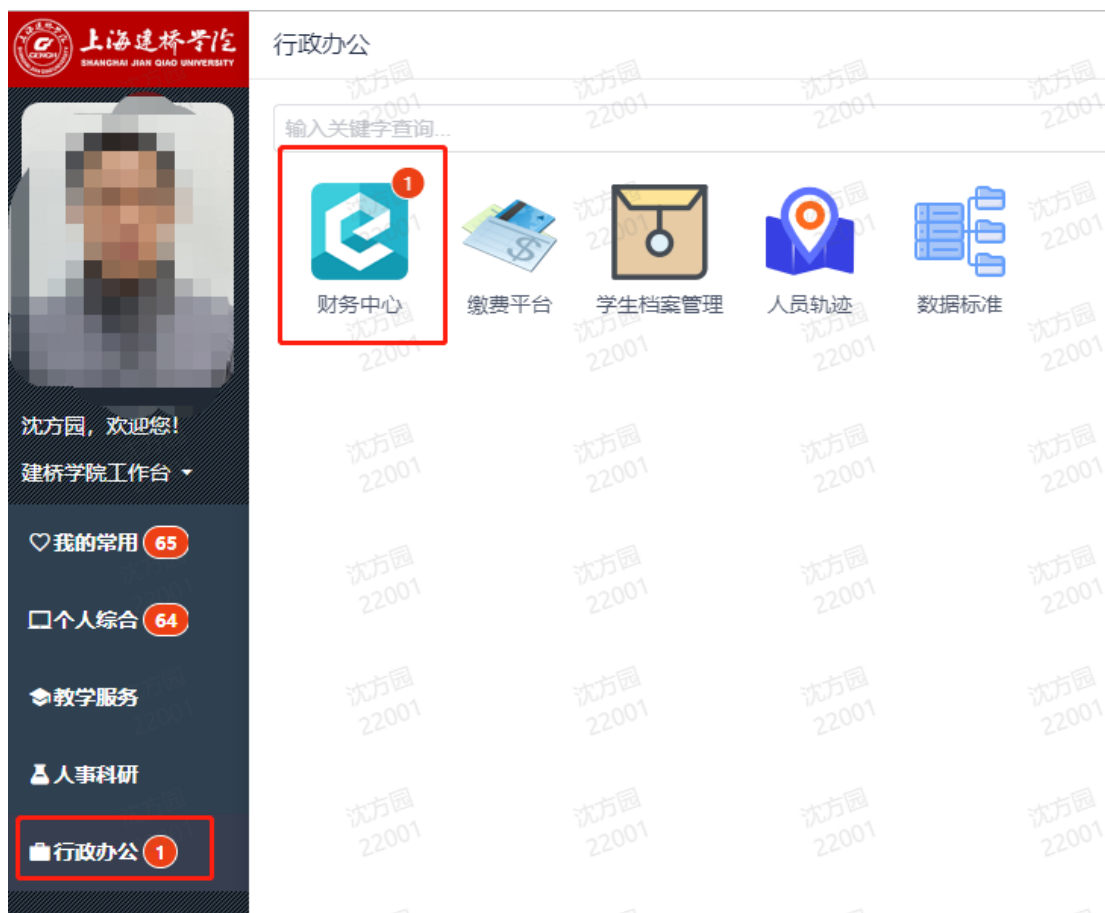 上海建桥学院
SHANGHAI JIAN QIAO UNIVERSITY
GENCH
行政办公
输入关键字查询...
1
财务中心
缴费平台
学生档案管理
人员轨迹
数据标准
沈方园，欢迎您！
建桥学院工作台
我的常用 65
个人综合 64
教学服务
人事科研
行政办公 1
沈方园
22001